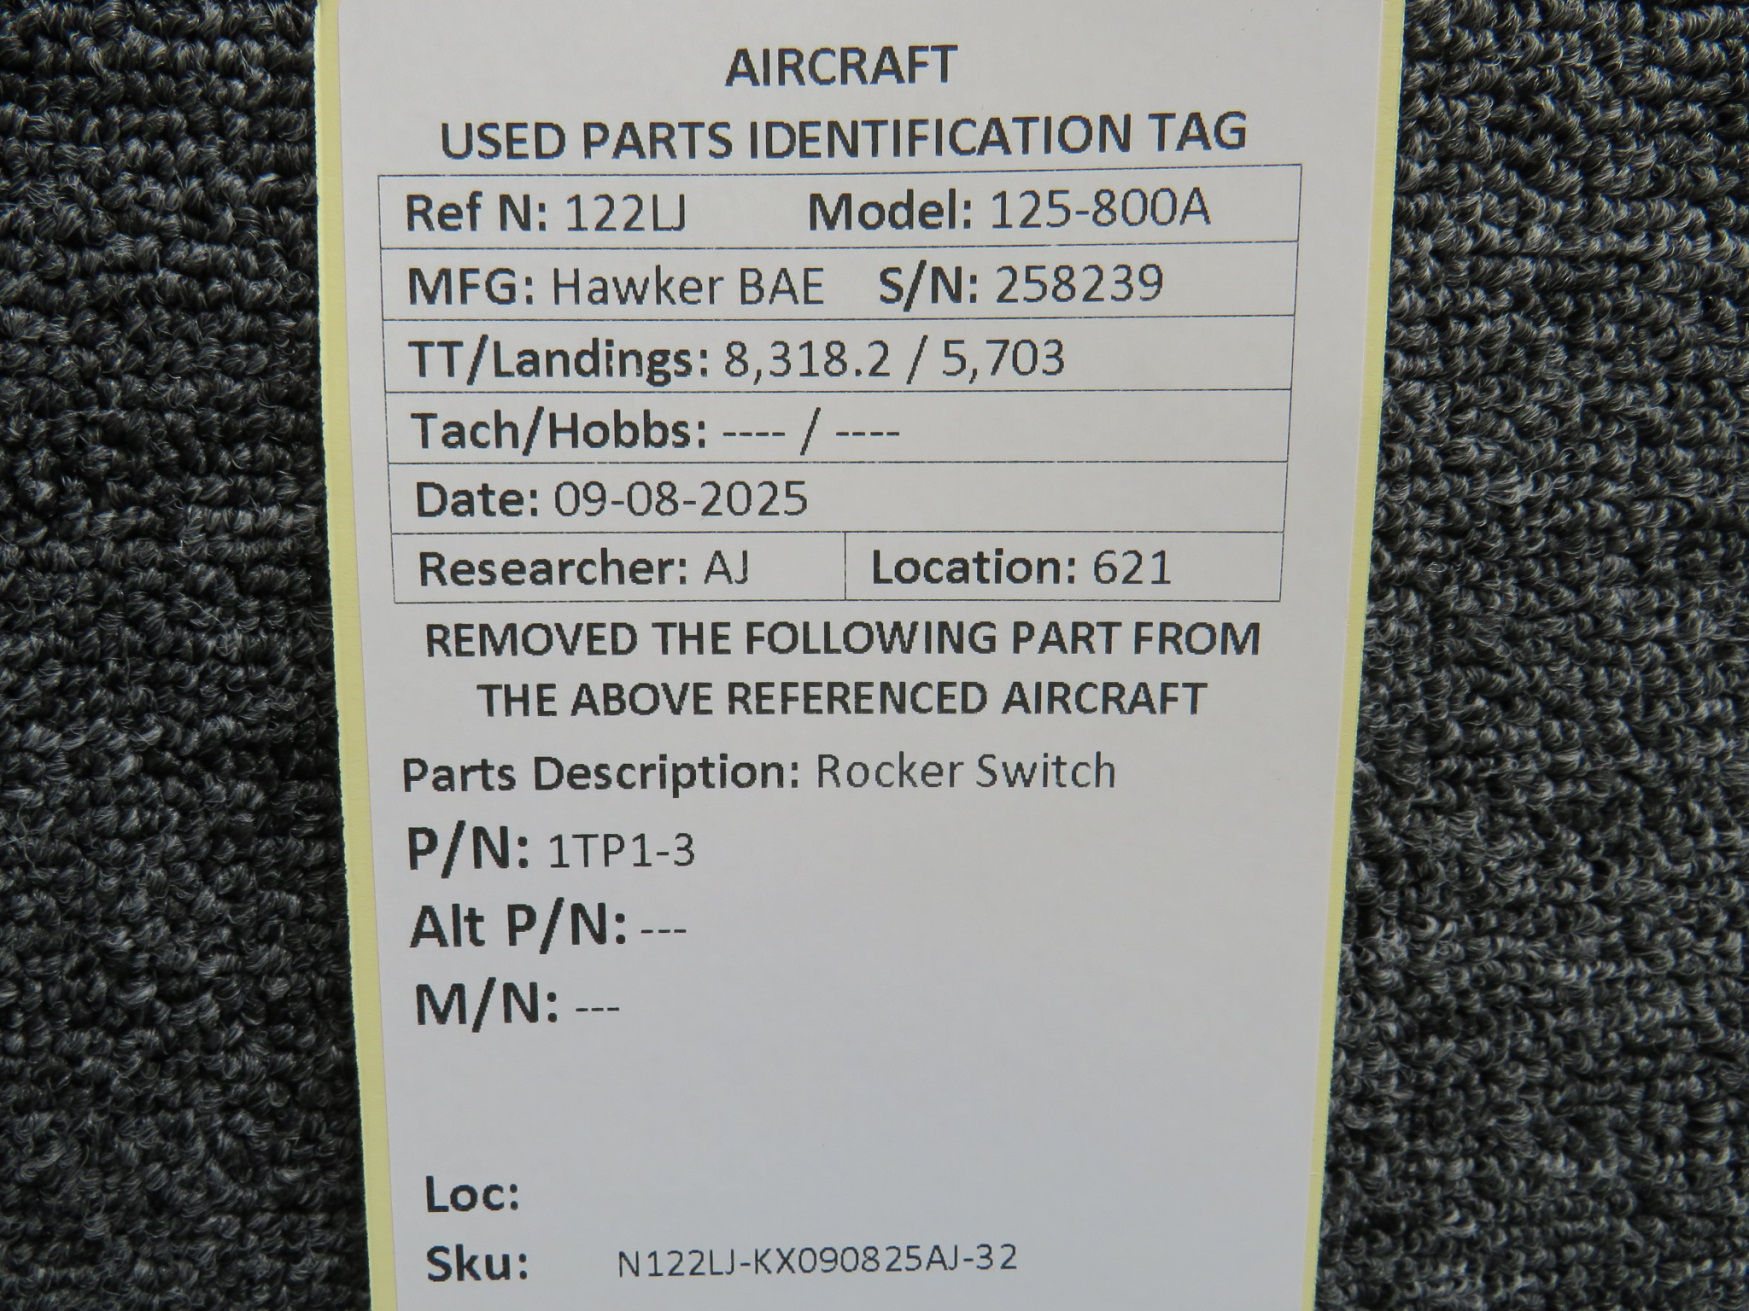 AIRCRAFT
USED PARTS IDENTIFICATION TAG
Ref N: 122LJ Model: 125-800A
MFG: Hawker BAE S/N: 258239
TT/Landings: 8,318.2 / 5,703
Tach/Hobbs: ---- / ----
Date: 09-08-2025
Researcher: AJ Location: 621
REMOVED THE FOLLOWING PART FROM
THE ABOVE REFERENCED AIRCRAFT
Parts Description: Rocker Switch
P/N: 1TP1-3
Alt P/N: ---
M/N: ---
Loc:
Sku: N122LJ-KX090825AJ-32